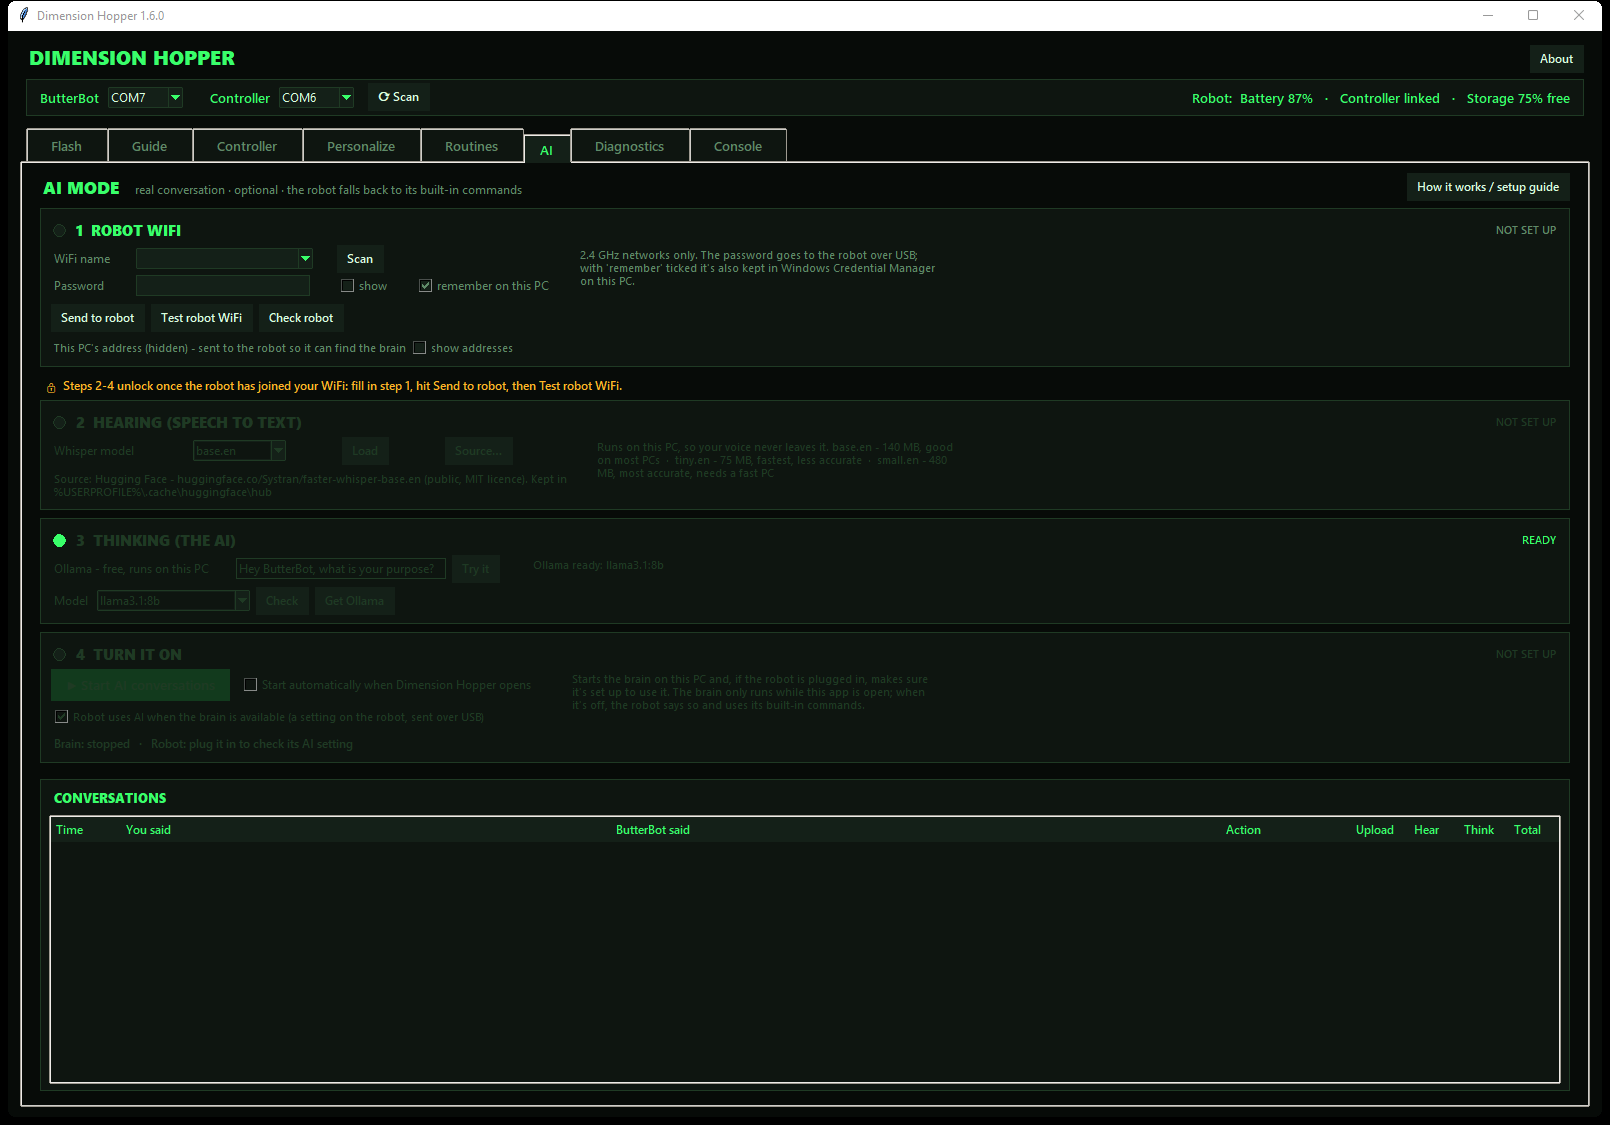 Dimension Hopper 1.6.0
DIMENSION HOPPER
About
ButterBot COM7 Controller COM6 Scan
Robot: Battery 87% · Controller linked · Storage 75% free
Flash Guide Controller Personalize Routines AI Diagnostics Console
AI MODE real conversation · optional · the robot falls back to its built-in commands
How it works / setup guide
1 ROBOT WIFI
NOT SET UP
WiFi name
Scan
Password
show
remember on this PC
2.4 GHz networks only. The password goes to the robot over USB;
with 'remember' ticked it's also kept in Windows Credential Manager
on this PC.
Send to robot Test robot WiFi Check robot
This PC's address (hidden) - sent to the robot so it can find the brain show addresses
Steps 2-4 unlock once the robot has joined your WiFi: fill in step 1, hit Send to robot, then Test robot WiFi.
2 HEARING (SPEECH TO TEXT)
NOT SET UP
Whisper model base.en Load Source...
Runs on this PC, so your voice never leaves it. base.en - 140 MB, good
on most PCs · tiny.en - 75 MB, fastest, less accurate · small.en - 480
MB, most accurate, needs a fast PC
Source: Hugging Face - huggingface.co/Systran/faster-whisper-base.en (public, MIT licence). Kept in
%USERPROFILE%\.cache\huggingface\hub
3 THINKING (THE AI)
READY
Ollama - free, runs on this PC Hey ButterBot, what is your purpose? Try it
Ollama ready: llama3.1:8b
Model llama3.1:8b Check Get Ollama
4 TURN IT ON
NOT SET UP
Start automatically when Dimension Hopper opens
Starts the brain on this PC and, if the robot is plugged in, makes sure
it's set up to use it. The brain only runs while this app is open; when
it's off, the robot says so and uses its built-in commands.
Robot uses AI when the brain is available (a setting on the robot, sent over USB)
Brain: stopped · Robot: plug it in to check its AI setting
CONVERSATIONS
Time You said ButterBot said Action Upload Hear Think Total